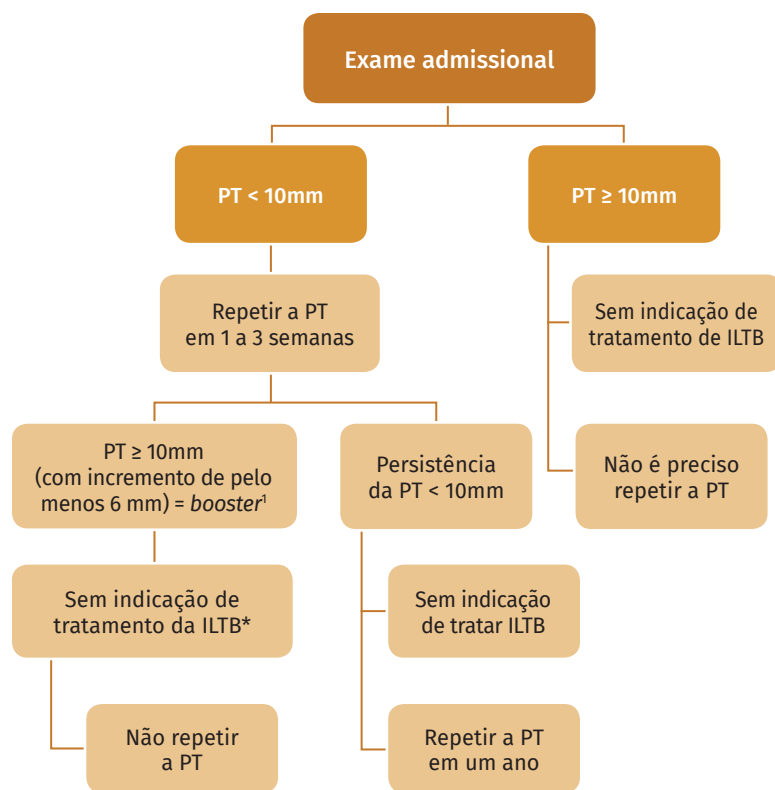 Exame admissional
PT < 10mm
PT ≥ 10mm
Repetir a PT
em 1 a 3 semanas
Sem indicação de
tratamento de ILTB
PT ≥ 10mm
(com incremento de pelo
menos 6 mm) = booster¹
Persistência
da PT < 10mm
Não é preciso
repetir a PT
Sem indicação de
tratamento da ILTB*
Sem indicação
de tratar ILTB
Não repetir
a PT
Repetir a PT
em um ano